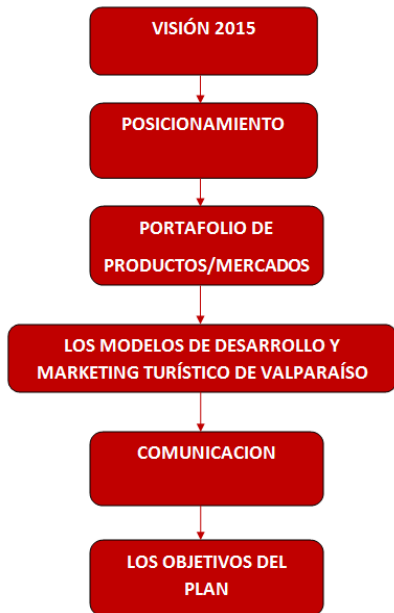 VISIÓN 2015
POSICIONAMIENTO
PORTAFOLIO DE
PRODUCTOS/MERCADOS
LOS MODELOS DE DESARROLLO Y
MARKETING TURÍSTICO DE VALPARAÍSO
COMUNICACION
LOS OBJETIVOS DEL
PLAN